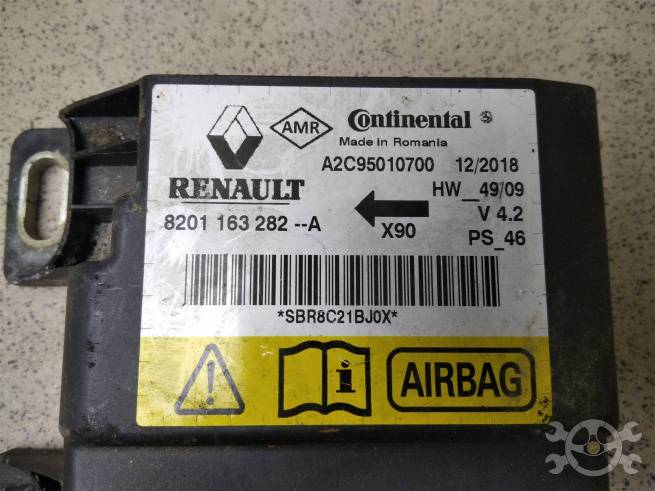 AMR Continental
Made in Romania
A2C95010700 12/2018
RENAULT HW_49/09
8201 163 282 --A X90 V 4.2
PS_46
*SBR8C21BJ0X*
AIRBAG